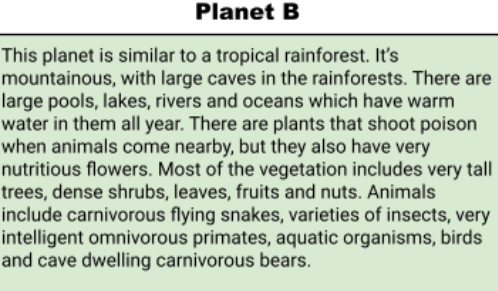 Planet B
This planet is similar to a tropical rainforest. It's
mountainous, with large caves in the rainforests. There are
large pools, lakes, rivers and oceans which have warm
water in them all year. There are plants that shoot poison
when animals come nearby, but they also have very
nutritious flowers. Most of the vegetation includes very tall
trees, dense shrubs, leaves, fruits and nuts. Animals
include carnivorous flying snakes, varieties of insects, very
intelligent omnivorous primates, aquatic organisms, birds
and cave dwelling carnivorous bears.